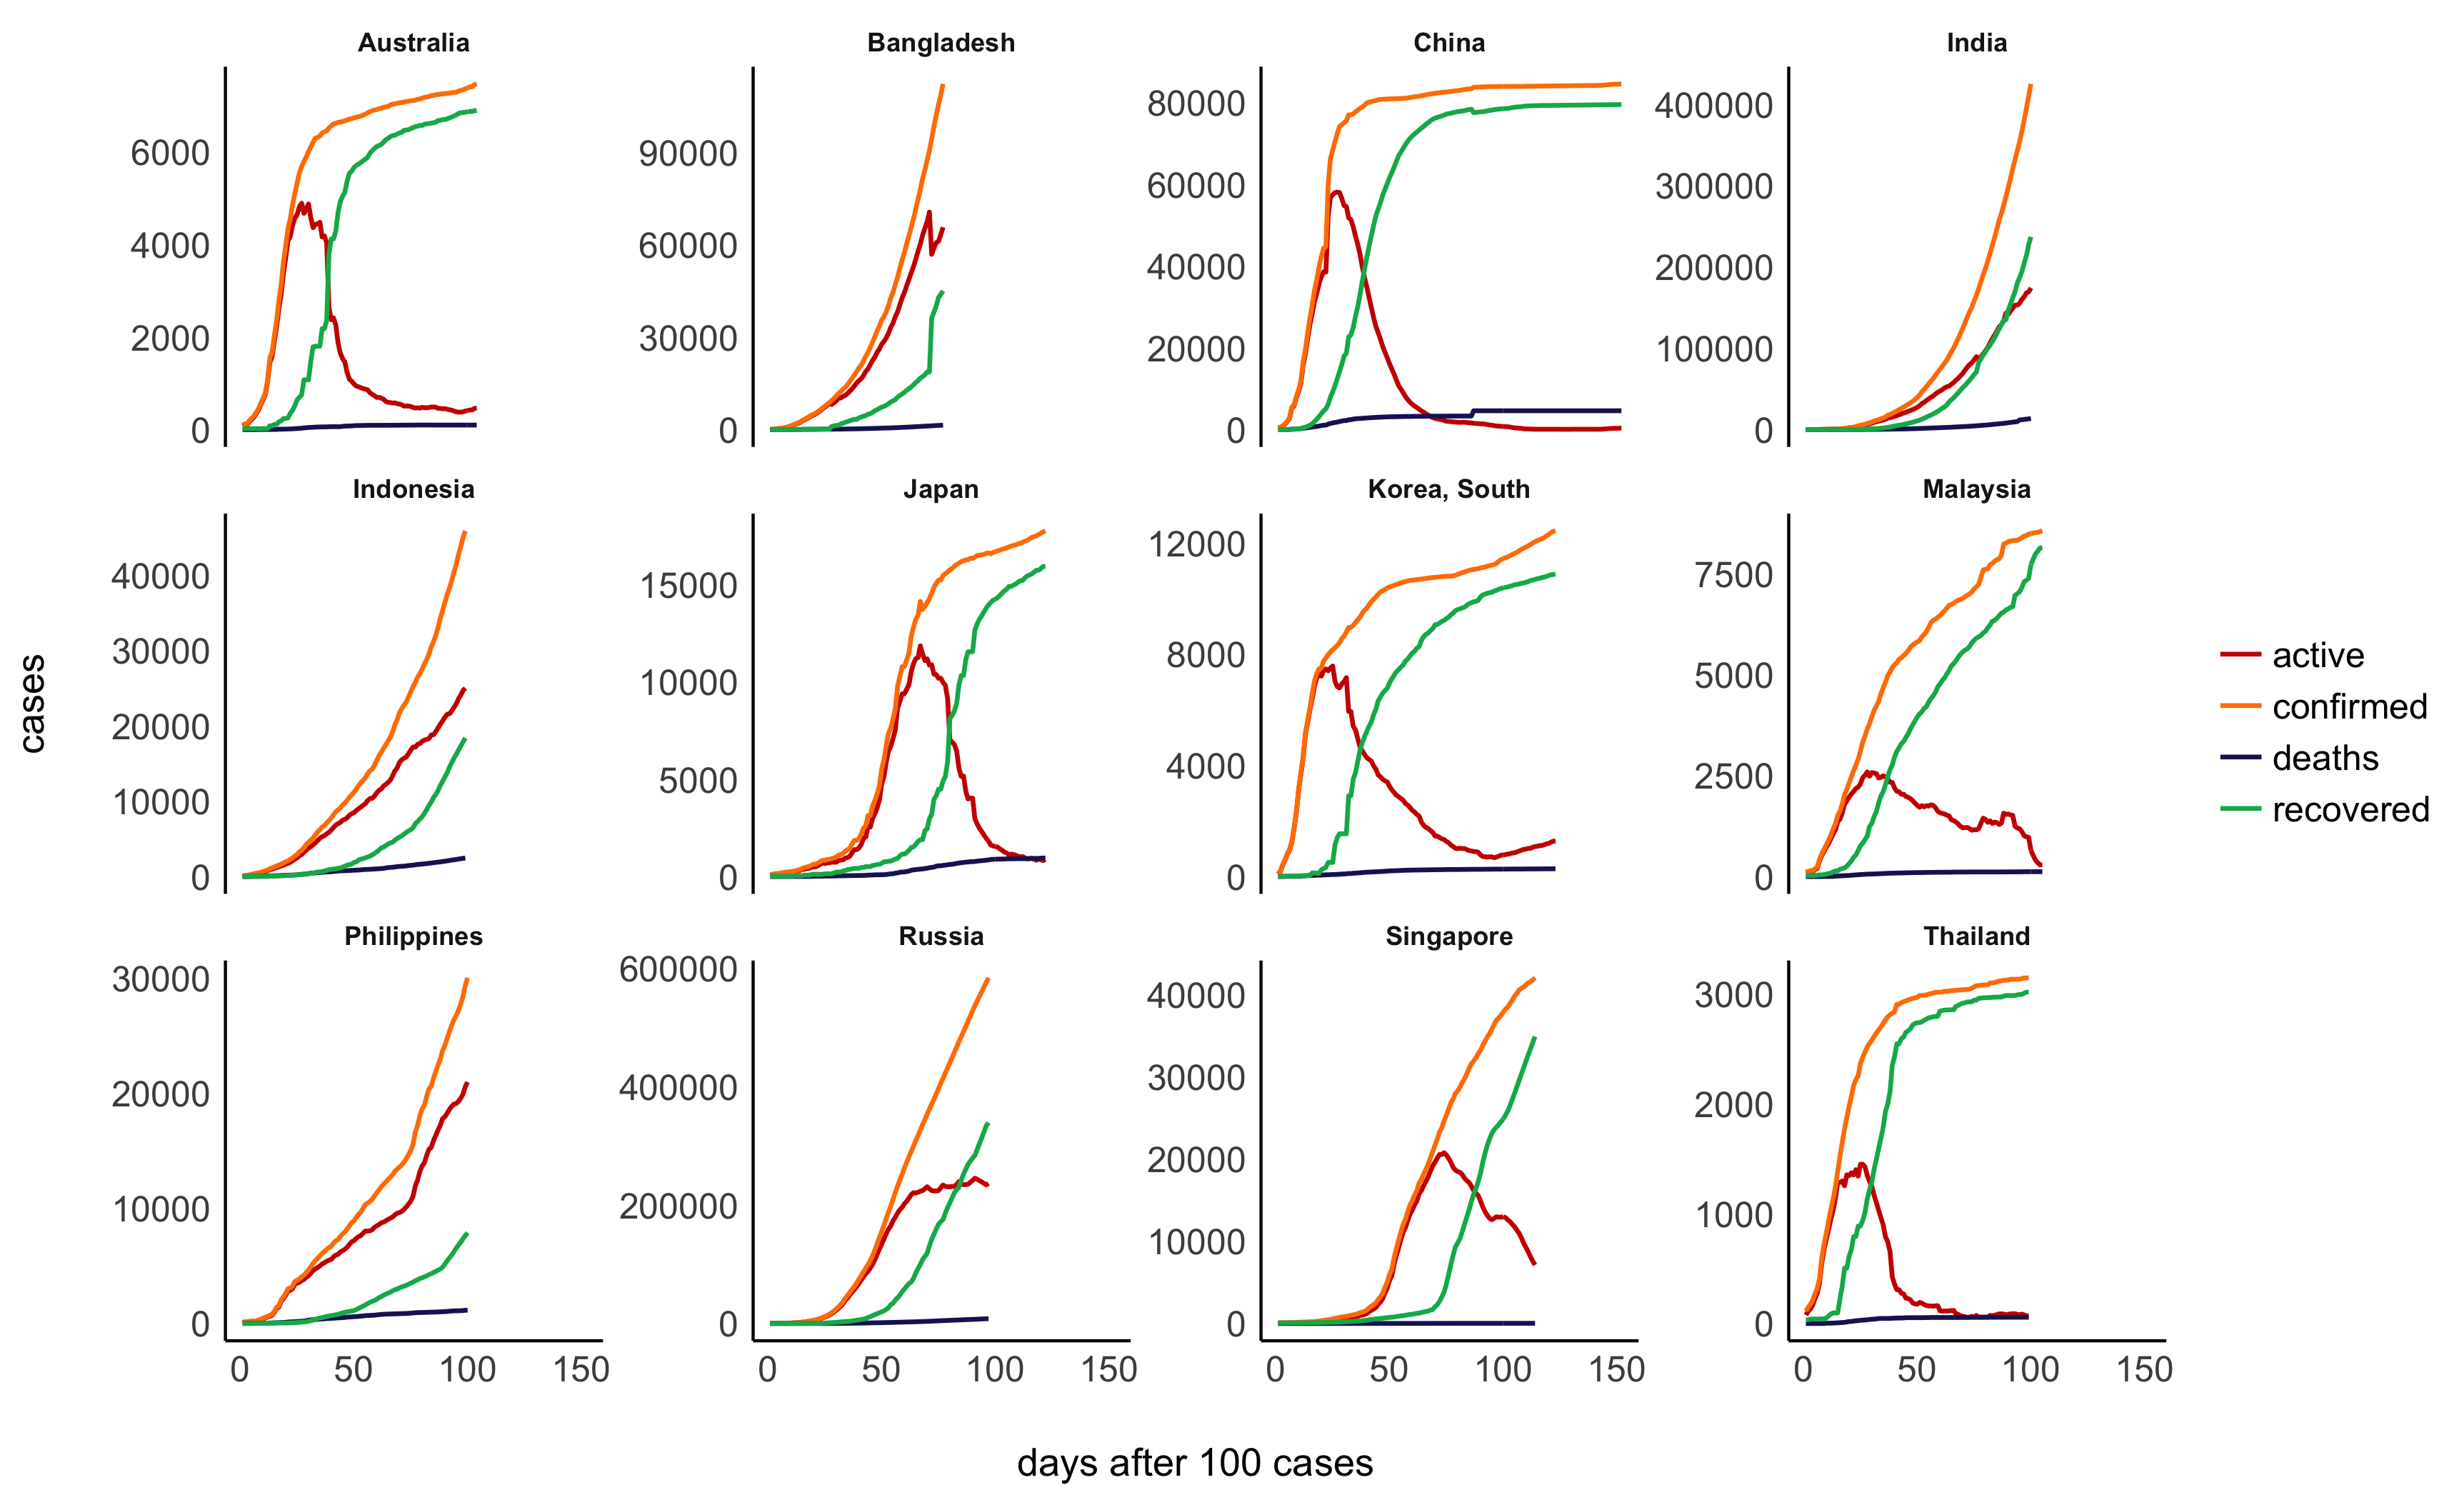 Australia
Bangladesh
China
India
6000
4000
2000
0
90000
60000
30000
0
80000
60000
40000
20000
0
400000
300000
200000
100000
0
Indonesia
Japan
Korea, South
Malaysia
40000
30000
20000
10000
0
15000
10000
5000
0
12000
8000
4000
0
7500
5000
2500
0
cases
active
confirmed
deaths
recovered
Philippines
Russia
Singapore
Thailand
30000
20000
10000
0
600000
400000
200000
0
40000
30000
20000
10000
0
3000
2000
1000
0
0 50 100 150
0 50 100 150
0 50 100 150
0 50 100 150
days after 100 cases